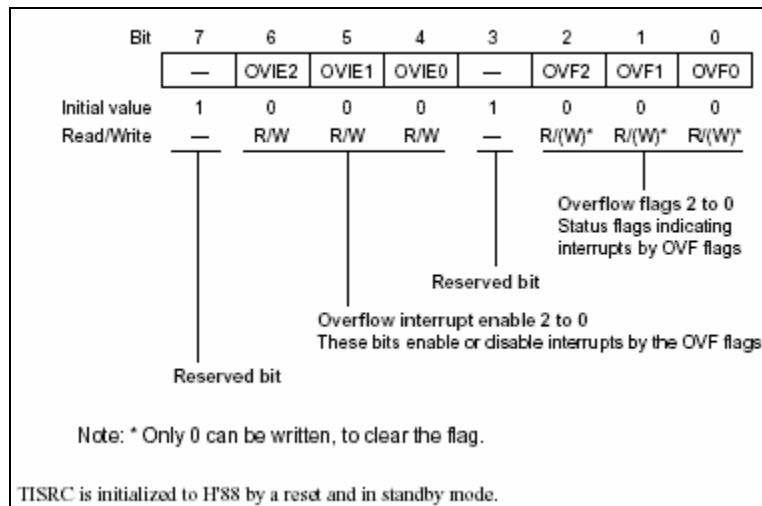 Bit 7 6 5 4 3 2 1 0
— OVIE2 OVIE1 OVIE0 — OVF2 OVF1 OVF0
Initial value 1 0 0 0 1 0 0 0
Read/Write — R/W R/W R/W — R/(W)* R/(W)* R/(W)*
Overflow flags 2 to 0
Status flags indicating
interrupts by OVF flags
Reserved bit
Overflow interrupt enable 2 to 0
These bits enable or disable interrupts by the OVF flags
Reserved bit
Note: * Only 0 can be written, to clear the flag.
TISRC is initialized to H'88 by a reset and in standby mode.